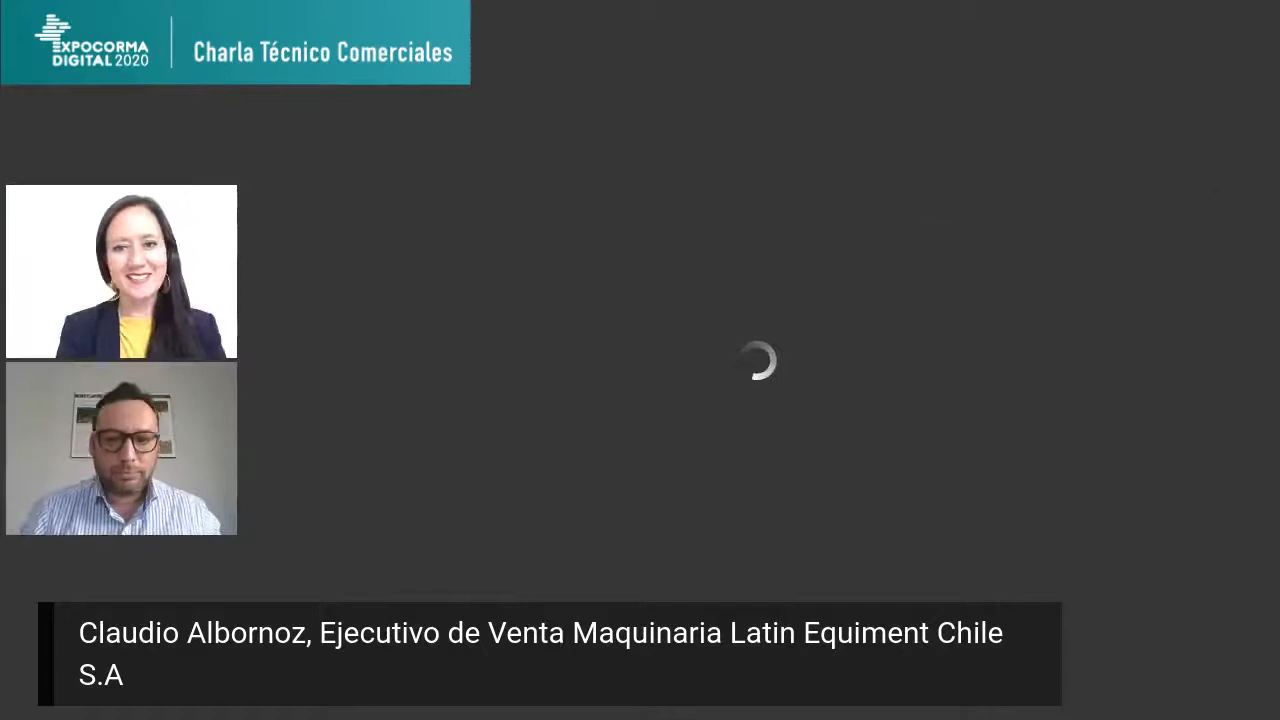 EXPOCORMA
DIGITAL 2020
Charla Técnico Comerciales
Claudio Albornoz, Ejecutivo de Venta Maquinaria Latin Equiment Chile
S.A